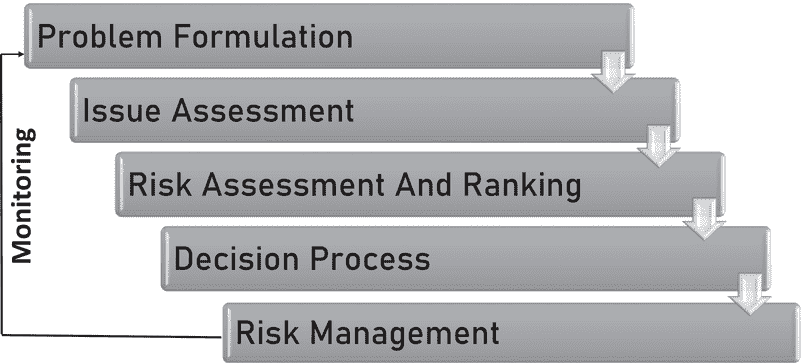 Problem Formulation
Issue Assessment
Risk Assessment And Ranking
Decision Process
Risk Management
Monitoring